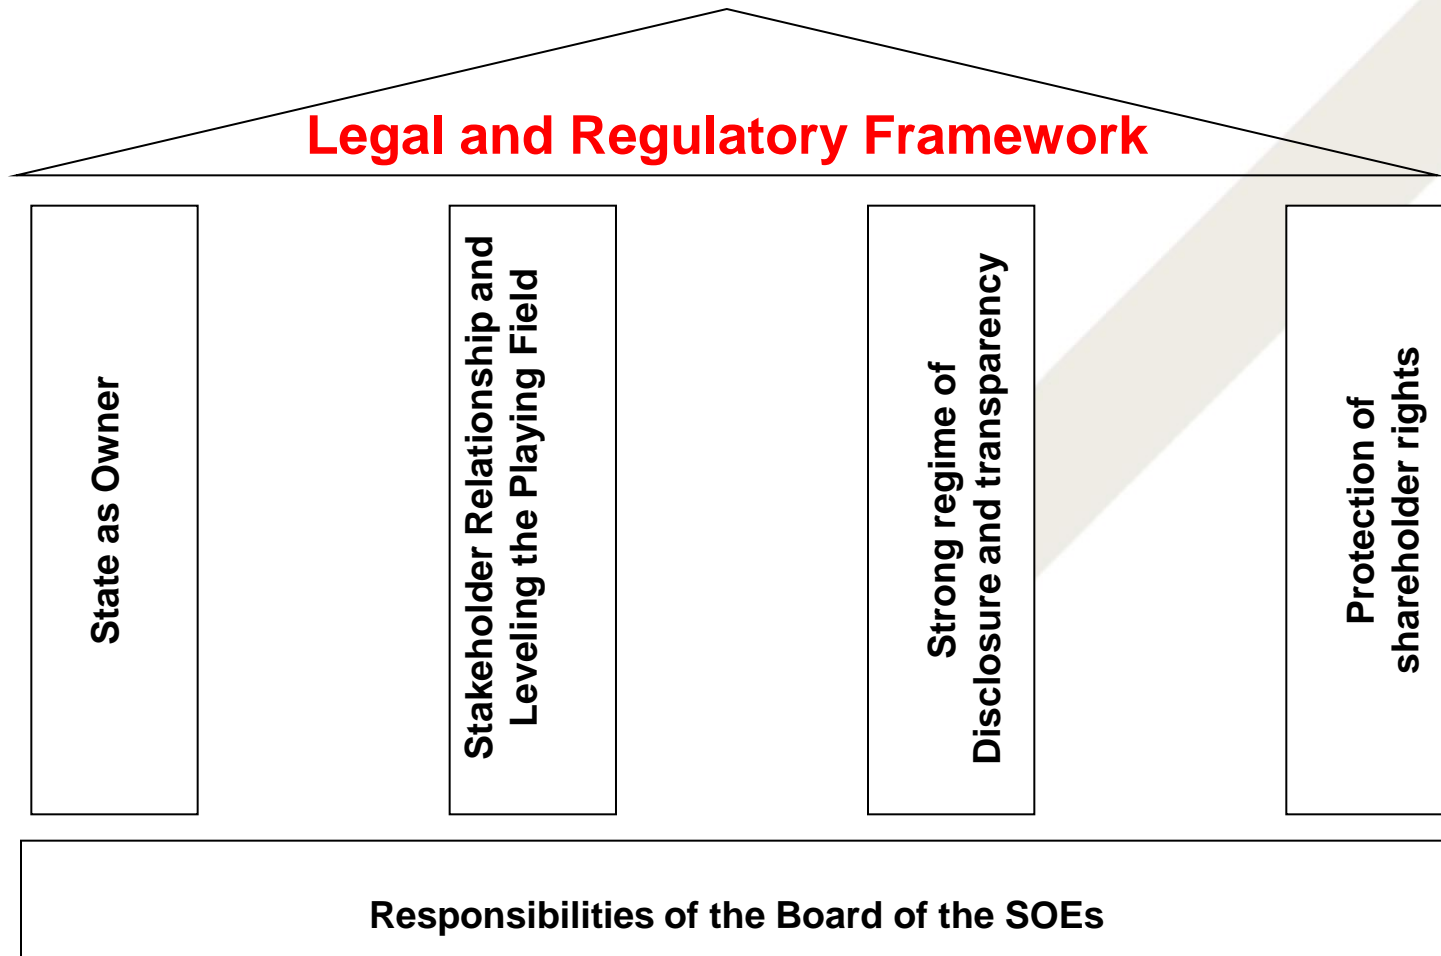 Legal and Regulatory Framework
State as Owner
Stakeholder Relationship and
Leveling the Playing Field
Strong regime of
Disclosure and transparency
Protection of
shareholder rights
Responsibilities of the Board of the SOEs